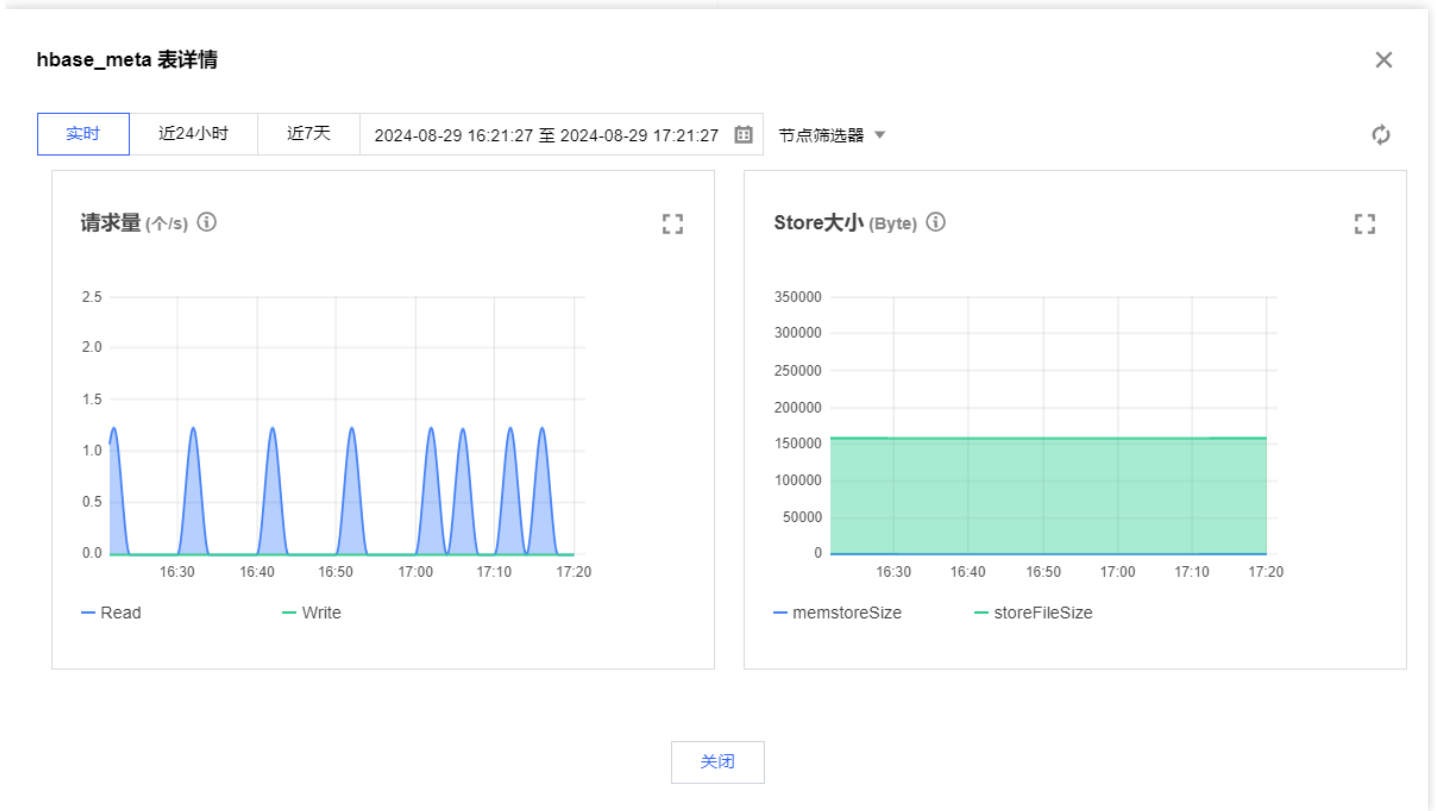 hbase_meta 表详情
实时 近24小时 近7天 2024-08-29 16:21:27 至 2024-08-29 17:21:27 节点筛选器
请求量 (个/s)
2.5
2.0
1.5
1.0
0.5
0.0
16:30 16:40 16:50 17:00 17:10 17:20
Read Write
Store大小 (Byte)
350000
300000
250000
200000
150000
100000
50000
0
16:30 16:40 16:50 17:00 17:10 17:20
memstoreSize storeFileSize
关闭